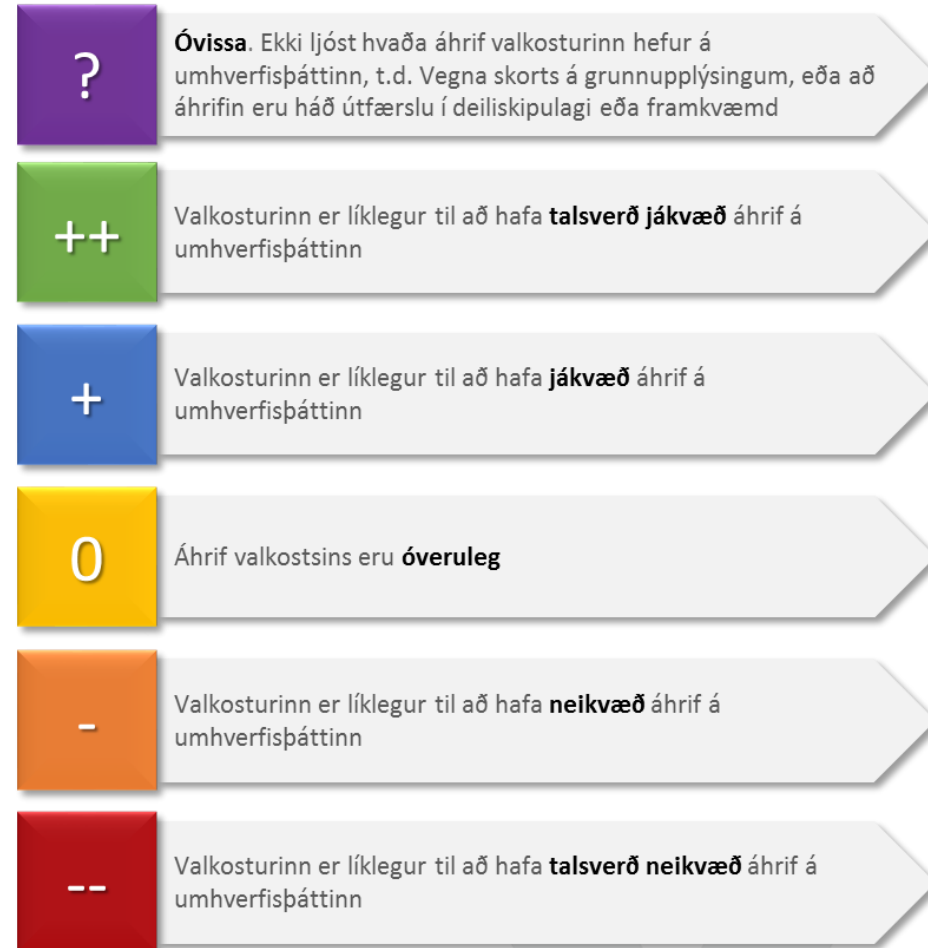 ?
Óvissa. Ekki ljóst hvaða áhrif valkosturinn hefur á
umhverfisþáttinn, t.d. Vegna skorts á grunnupplýsingum, eða að
áhrifin eru háð útfærslu í deiliskipulagi eða framkvæmd
++
Valkosturinn er líklegur til að hafa talsverð jákvæð áhrif á
umhverfisþáttinn
+
Valkosturinn er líklegur til að hafa jákvæð áhrif á
umhverfisþáttinn
0
Áhrif valkostsins eru óveruleg
-
Valkosturinn er líklegur til að hafa neikvæð áhrif á
umhverfisþáttinn
--
Valkosturinn er líklegur til að hafa talsverð neikvæð áhrif á
umhverfisþáttinn